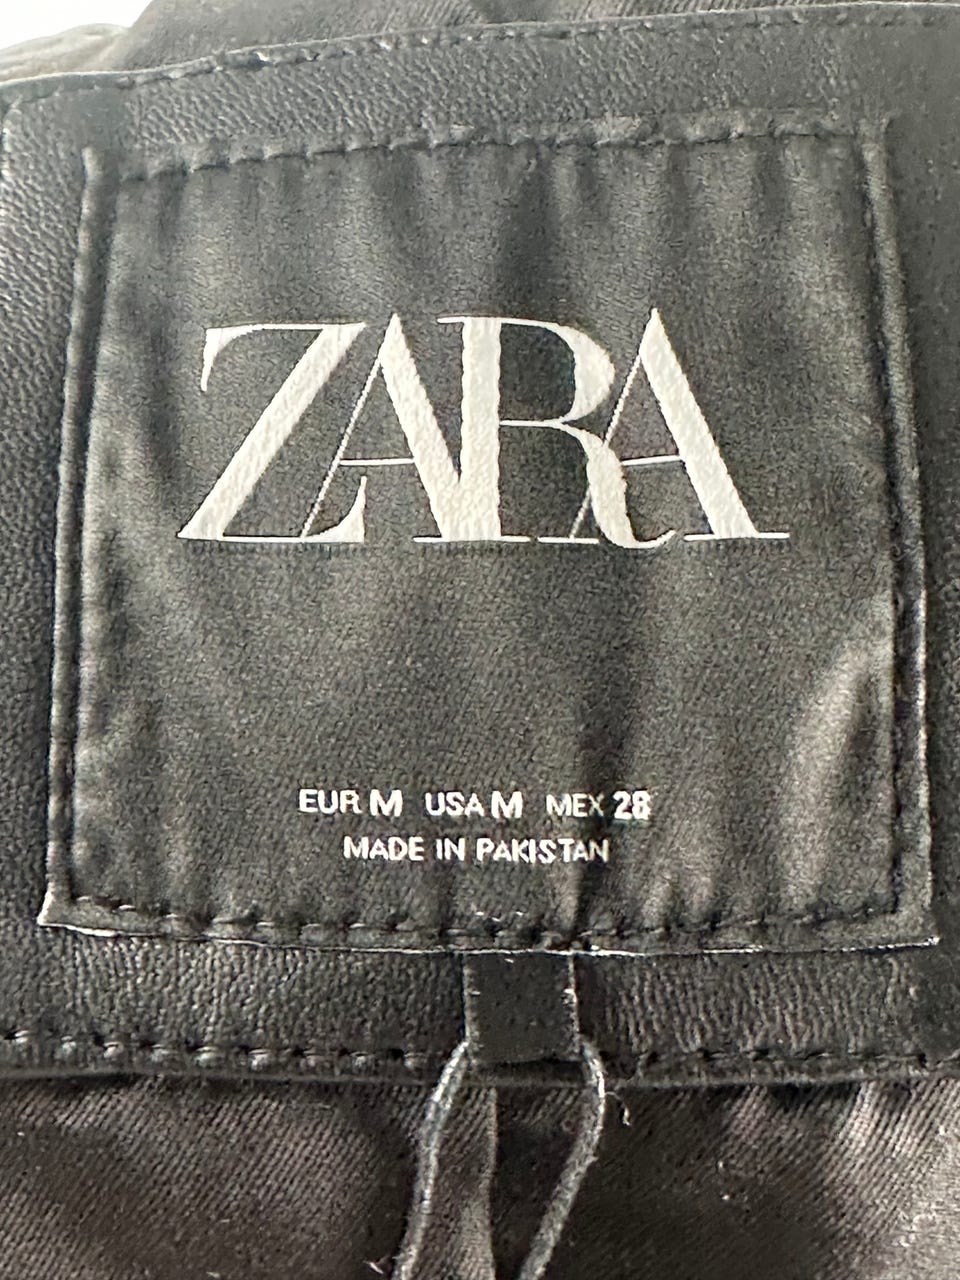 ZARA
EUR M USA M MEX 28
MADE IN PAKISTAN